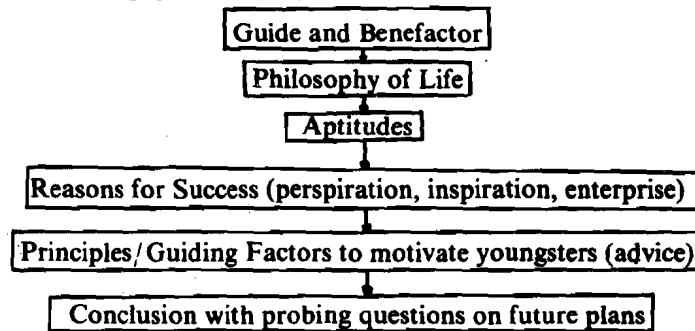 Guide and Benefactor
Philosophy of Life
Aptitudes
Reasons for Success (perspiration, inspiration, enterprise)
Principles/Guiding Factors to motivate youngsters (advice)
Conclusion with probing questions on future plans